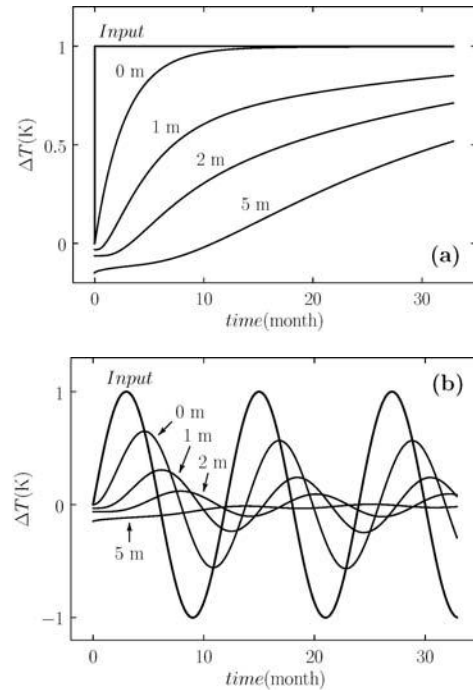 Input
1
0 m
1 m
0.5
2 m
5 m
0
(a)
0
10
20
30
time(month)
ΔT(K)
Input
(b)
1
0 m
1 m
2 m
0
5 m
−1
0
10
20
30
time(month)
ΔT(K)